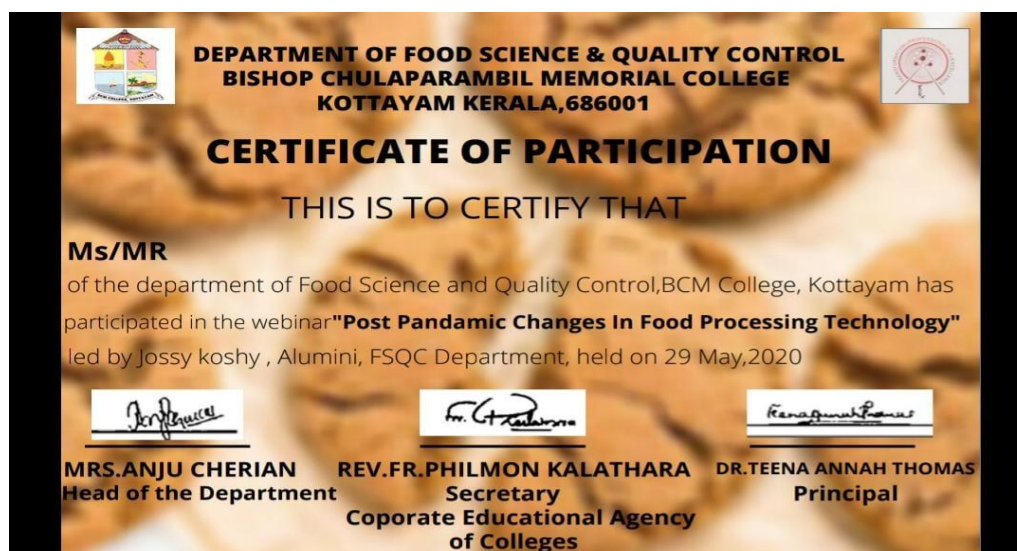 DEPARTMENT OF FOOD SCIENCE & QUALITY CONTROL
BISHOP CHULAPARAMBIL MEMORIAL COLLEGE
KOTTAYAM KERALA,686001
CERTIFICATE OF PARTICIPATION
THIS IS TO CERTIFY THAT
Ms/MR
of the department of Food Science and Quality Control,BCM College, Kottayam has
participated in the webinar"Post Pandamic Changes In Food Processing Technology"
led by Jossy koshy , Alumini, FSQC Department, held on 29 May,2020
MRS.ANJU CHERIAN
Head of the Department
REV.FR.PHILMON KALATHARA
Secretary
Coporate Educational Agency
of Colleges
DR.TEENA ANNAH THOMAS
Principal